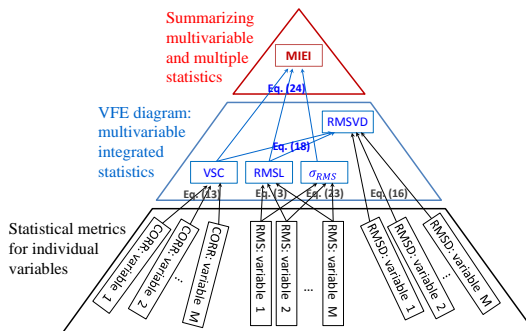 Summarizing
multivariable
and multiple
statistics
MIEI
Eq. (24)
VFE diagram:
multivariable
integrated
statistics
RMSVD
Eq. (18)
VSC
RMSL
σRMS
Eq. (13)
Eq. (3)
Eq. (23)
Eq. (16)
Statistical metrics
for individual
variables
CORR: variable 1
CORR: variable 2
...
CORR: variable M
RMS: variable 1
RMS: variable 2
...
RMS: variable M
RMSD: variable 1
RMSD: variable 2
...
RMSD: variable M